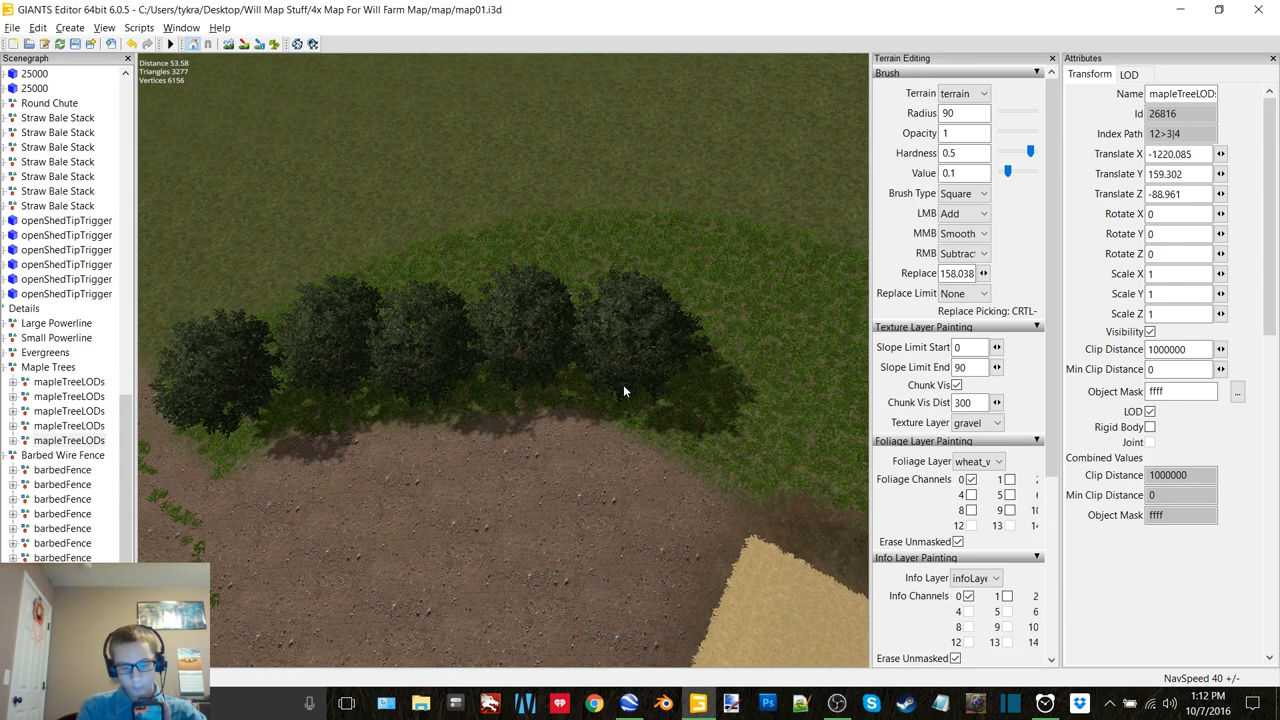 GIANTS Editor 64bit 6.0.5 - C:/Users/tykra/Desktop/Will Map Stuff/4x Map For Will Farm Map/map/map01.i3d
File Edit Create View Scripts Window Help
Scenegraph
25000
25000
Round Chute
Straw Bale Stack
Straw Bale Stack
Straw Bale Stack
Straw Bale Stack
Straw Bale Stack
Straw Bale Stack
Straw Bale Stack
openShedTipTrigger
openShedTipTrigger
openShedTipTrigger
openShedTipTrigger
openShedTipTrigger
openShedTipTrigger
Details
Large Powerline
Small Powerline
Evergreens
Maple Trees
mapleTreeLODs
mapleTreeLODs
mapleTreeLODs
mapleTreeLODs
mapleTreeLODs
Barbed Wire Fence
barbedFence
barbedFence
barbedFence
barbedFence
barbedFence
barbedFence
barbedFence
Distance 53.58
Triangles 3277
Vertices 6156
Terrain Editing
Brush
Terrain terrain
Radius 90
Opacity 1
Hardness 0.5
Value 0.1
Brush Type Square
LMB Add
MMB Smooth
RMB Subtract
Replace 158.038
Replace Limit None
Replace Picking: CRTL-
Texture Layer Painting
Slope Limit Start 0
Slope Limit End 90
Chunk Vis
Chunk Vis Dist 300
Texture Layer gravel
Foliage Layer Painting
Foliage Layer wheat_v
Foliage Channels 0 1 2
4 5 6
8 9 10
12 13 14
Erase Unmasked
Info Layer Painting
Info Layer infoLaye
Info Channels 0 1 2
4 5 6
8 9 10
12 13 14
Erase Unmasked
Attributes
Transform LOD
Name mapleTreeLOD
Id 26816
Index Path 12>3|4
Translate X -1220.085
Translate Y 159.302
Translate Z -88.961
Rotate X 0
Rotate Y 0
Rotate Z 0
Scale X 1
Scale Y 1
Scale Z 1
Visibility
Clip Distance 1000000
Min Clip Distance 0
Object Mask ffff ...
LOD
Rigid Body
Joint
Combined Values
Clip Distance 1000000
Min Clip Distance 0
Object Mask ffff
NavSpeed 40 +/-
1:12 PM
10/7/2016